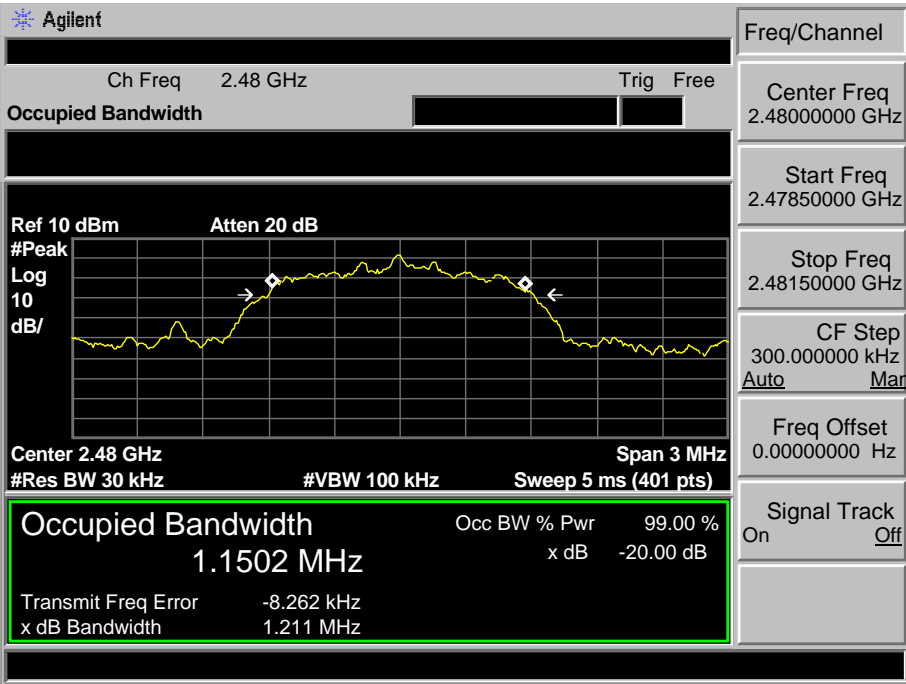 Agilent
Freq/Channel
Ch Freq 2.48 GHz Trig Free
Occupied Bandwidth
Center Freq
2.48000000 GHz
Start Freq
2.47850000 GHz
Ref 10 dBm Atten 20 dB
#Peak
Log
10
dB/
Stop Freq
2.48150000 GHz
CF Step
300.000000 kHz
Auto Mar
Freq Offset
0.00000000 Hz
Center 2.48 GHz Span 3 MHz
#Res BW 30 kHz #VBW 100 kHz Sweep 5 ms (401 pts)
Signal Track
On Off
Occupied Bandwidth Occ BW % Pwr 99.00 %
1.1502 MHz x dB -20.00 dB
Transmit Freq Error -8.262 kHz
x dB Bandwidth 1.211 MHz